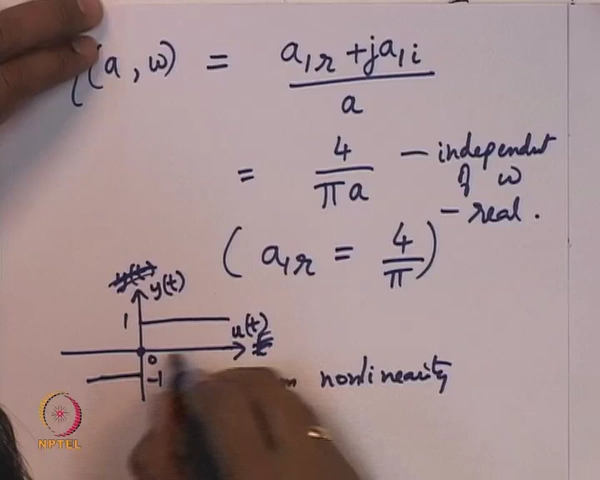 (a, ω) = a₁r + ja₁i / a
= 4 / πa — independent of ω
— real.
( a₁r = 4 / π )
y(t)
1
u(t)
0
-1
nonlinearity
NPTEL